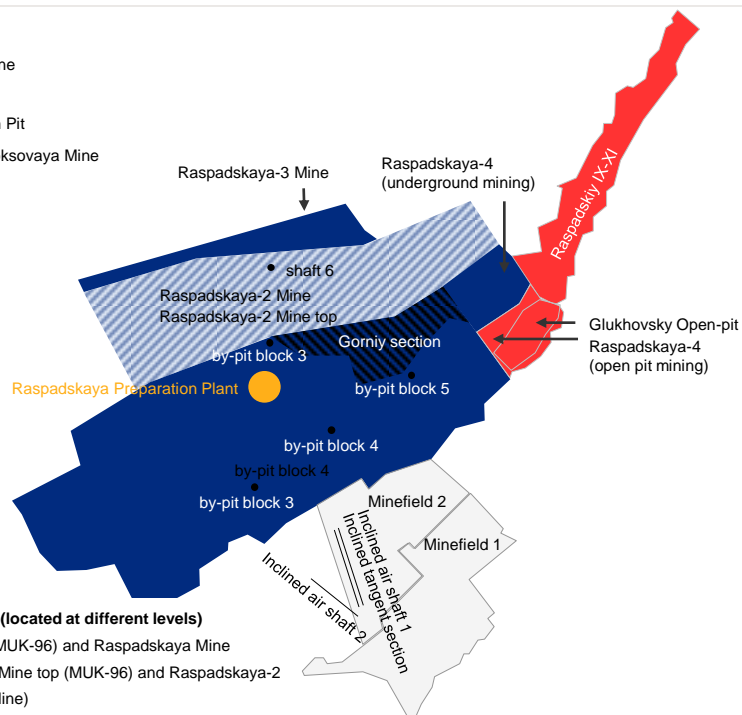 Raspadskiy IX-XI
Pit
ksovaya Mine
Raspadskaya-3 Mine
Raspadskaya-4
(underground mining)
shaft 6
Raspadskaya-2 Mine
Raspadskaya-2 Mine top
Glukhovsky Open-pit
Raspadskaya-4
(open pit mining)
Gorniy section
by-pit block 3
Raspadskaya Preparation Plant
by-pit block 5
by-pit block 4
by-pit block 4
by-pit block 3
Minefield 2
Minefield 1
Inclined air shaft 1
Inclined tangent section
Inclined air shaft 2
(located at different levels)
MUK-96) and Raspadskaya Mine
Mine top (MUK-96) and Raspadskaya-2
line)